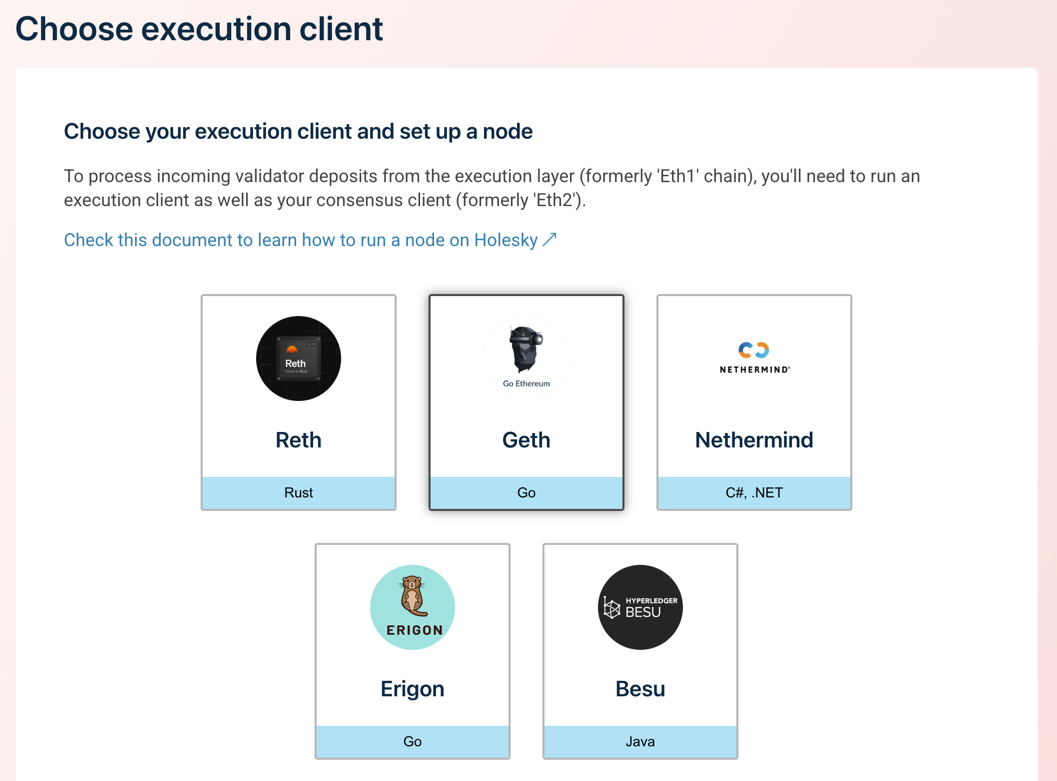 Choose execution client
Choose your execution client and set up a node
To process incoming validator deposits from the execution layer (formerly 'Eth1' chain), you'll need to run an
execution client as well as your consensus client (formerly 'Eth2').
Check this document to learn how to run a node on Holesky ↗
Reth
Made in Rust
Go Ethereum
NETHERMIND
Reth
Geth
Nethermind
Rust
Go
C#, .NET
ERIGON
HYPERLEDGER
BESU
Erigon
Besu
Go
Java